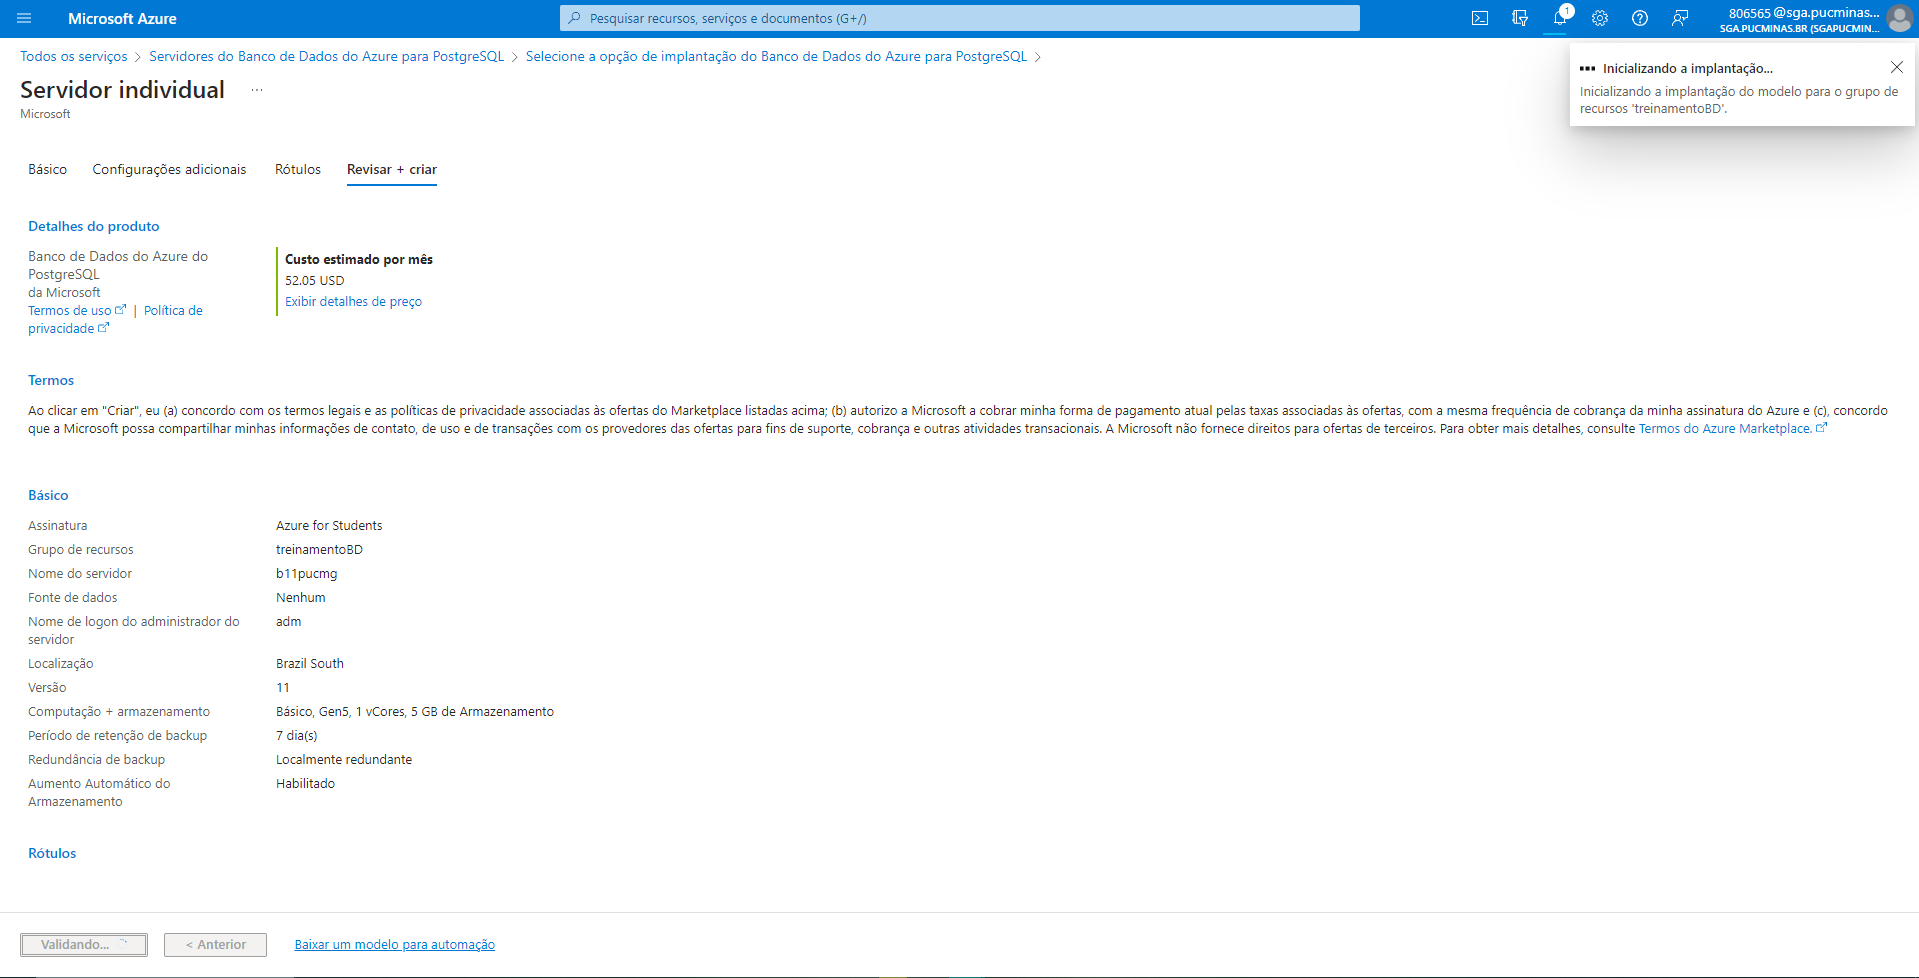 Microsoft Azure
Pesquisar recursos, serviços e documentos (G+/)
1
806565@sga.pucminas...
SGA.PUCMINAS.BR (SGAPUCMIN...
Todos os serviços > Servidores do Banco de Dados do Azure para PostgreSQL > Selecione a opção de implantação do Banco de Dados do Azure para PostgreSQL >
Inicializando a implantação...
Inicializando a implantação do modelo para o grupo de
recursos 'treinamentoBD'.
Servidor individual ...
Microsoft
Básico Configurações adicionais Rótulos Revisar + criar
Detalhes do produto
Banco de Dados do Azure do
PostgreSQL
da Microsoft
Termos de uso | Política de
privacidade
Custo estimado por mês
52.05 USD
Exibir detalhes de preço
Termos
Ao clicar em "Criar", eu (a) concordo com os termos legais e as políticas de privacidade associadas às ofertas do Marketplace listadas acima; (b) autorizo a Microsoft a cobrar minha forma de pagamento atual pelas taxas associadas às ofertas, com a mesma frequência de cobrança da minha assinatura do Azure e (c), concordo
que a Microsoft possa compartilhar minhas informações de contato, de uso e de transações com os provedores das ofertas para fins de suporte, cobrança e outras atividades transacionais. A Microsoft não fornece direitos para ofertas de terceiros. Para obter mais detalhes, consulte Termos do Azure Marketplace.
Básico
Assinatura Azure for Students
Grupo de recursos treinamentoBD
Nome do servidor b11pucmg
Fonte de dados Nenhum
Nome de logon do administrador do adm
servidor
Localização Brazil South
Versão 11
Computação + armazenamento Básico, Gen5, 1 vCores, 5 GB de Armazenamento
Período de retenção de backup 7 dia(s)
Redundância de backup Localmente redundante
Aumento Automático do Habilitado
Armazenamento
Rótulos
Validando... < Anterior Baixar um modelo para automação